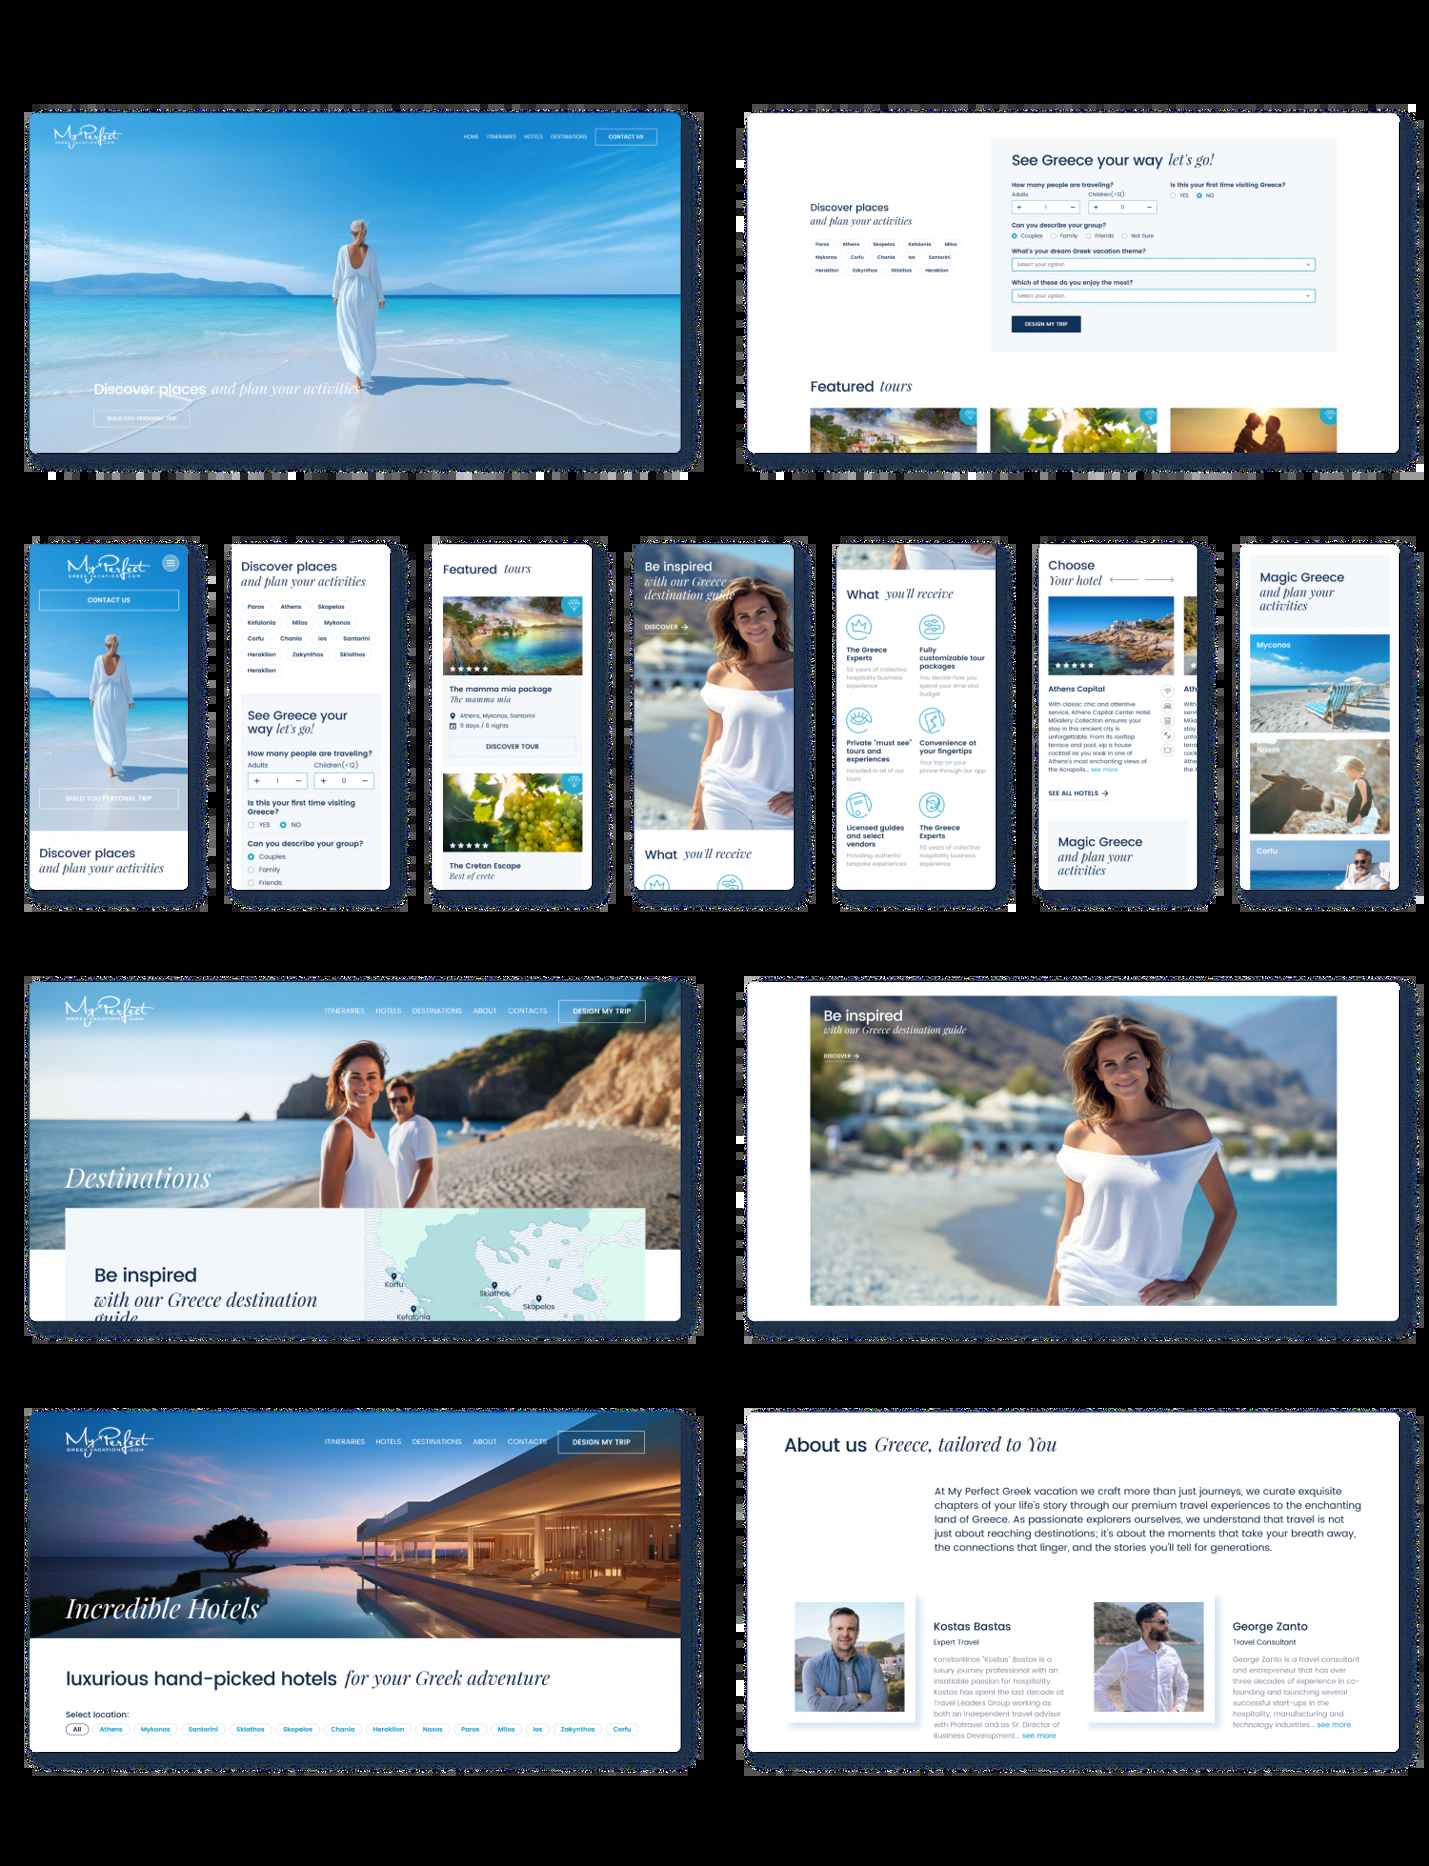 My Perfect
GREEK VACATION.COM
HOME ITINERARIES HOTELS DESTINATIONS CONTACT US
Discover places and plan your activities
BUILD YOU PERSONAL TRIP
Discover places
and plan your activities
Paros Athens Skopelos Kefalonia Milos
Mykonos Corfu Chania Ios Santorini
Heraklion Zakynthos Skiathos Heraklion
See Greece your way let's go!
How many people are traveling? Is this your first time visiting Greece?
Adults Children(<12) YES NO
+ 1 − + 0 −
Can you describe your group?
Couples Family Friends Not Sure
What's your dream Greek vacation theme?
Select your option
Which of these do you enjoy the most?
Select your option
DESIGN MY TRIP
Featured tours
My Perfect
GREEK VACATION.COM
CONTACT US
BUILD YOU PERSONAL TRIP
Discover places
and plan your activities
Discover places
and plan your activities
Paros Athens Skopelos
Kefalonia Milos Mykonos
Corfu Chania Ios Santorini
Heraklion Zakynthos Skiathos
Heraklion
See Greece your
way let's go!
How many people are traveling?
Adults Children(<12)
+ 1 − + 0 −
Is this your first time visiting
Greece?
YES NO
Can you describe your group?
Couples
Family
Friends
Featured tours
The mamma mia package
The mamma mia
Athens, Mykonos, Santorini
9 days / 8 nights
DISCOVER TOUR
The Cretan Escape
Best of crete
Be inspired
with our Greece
destination guide
DISCOVER →
What you'll receive
What you'll receive
The Greece
Experts
50 years of collective
hospitality business
experience
Fully
customizable tour
packages
You decide how you
spend your time and
budget
Private "must see"
tours and
experiences
Included in all of our
tours
Convenience at
your fingertips
Your trip on your
phone through our app
Licensed guides
and select
vendors
Providing authentic
bespoke experiences
The Greece
Experts
50 years of collective
hospitality business
experience
Choose
Your hotel
Athens Capital
With classic chic and attentive
service, Athens Capital Center Hotel
MGallery Collection ensures your
stay in this ancient city is
unforgettable. From its rooftop
terrace and pool, sip a house
cocktail as you soak in one of
Athens's most enchanting views of
the Acropolis... see more
SEE ALL HOTELS →
Ath
With
servi
MGa
stay
unfo
terra
cock
Athe
the A
Magic Greece
and plan your
activities
Magic Greece
and plan your
activities
Myconos
Naxos
Corfu
My Perfect
GREEK VACATION.COM
ITINERARIES HOTELS DESTINATIONS ABOUT CONTACTS DESIGN MY TRIP
Destinations
Be inspired
with our Greece destination
guide
Korfu
Skiathos
Skopelos
Kefalonia
Be inspired
with our Greece destination guide
DISCOVER →
My Perfect
GREEK VACATION.COM
ITINERARIES HOTELS DESTINATIONS ABOUT CONTACTS DESIGN MY TRIP
Incredible Hotels
luxurious hand-picked hotels for your Greek adventure
Select location:
All Athens Mykonos Santorini Skiathos Skopelos Chania Heraklion Naxos Paros Milos Ios Zakynthos Corfu
About us Greece, tailored to You
At My Perfect Greek vacation we craft more than just journeys, we curate exquisite
chapters of your life's story through our premium travel experiences to the enchanting
land of Greece. As passionate explorers ourselves, we understand that travel is not
just about reaching destinations; it's about the moments that take your breath away,
the connections that linger, and the stories you'll tell for generations.
Kostas Bastas
Expert Travel
Konstantinos "Kostas" Bastas is a
luxury journey professional with an
insatiable passion for hospitality.
Kostas has spent the last decade at
Travel Leaders Group working as
both an independent travel advisor
with Protravel and as Sr. Director of
Business Development... see more
George Zanto
Travel Consultant
George Zanto is a travel consultant
and entrepreneur that has over
three decades of experience in co-
founding and launching several
successful start-ups in the
hospitality, manufacturing and
technology industries... see more